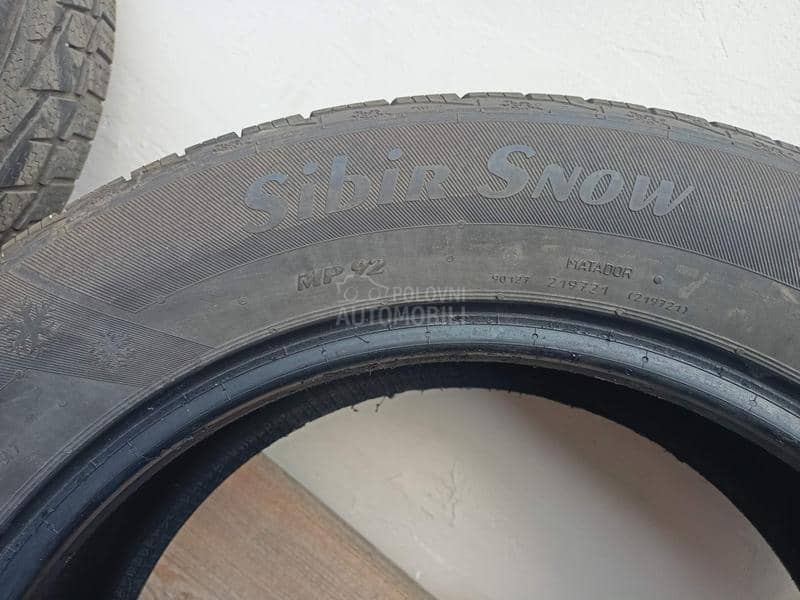 Sibir Snow
MP 92
MATADOR
90127 219721 (219721)
POLOVNI
AUTOMOBILI